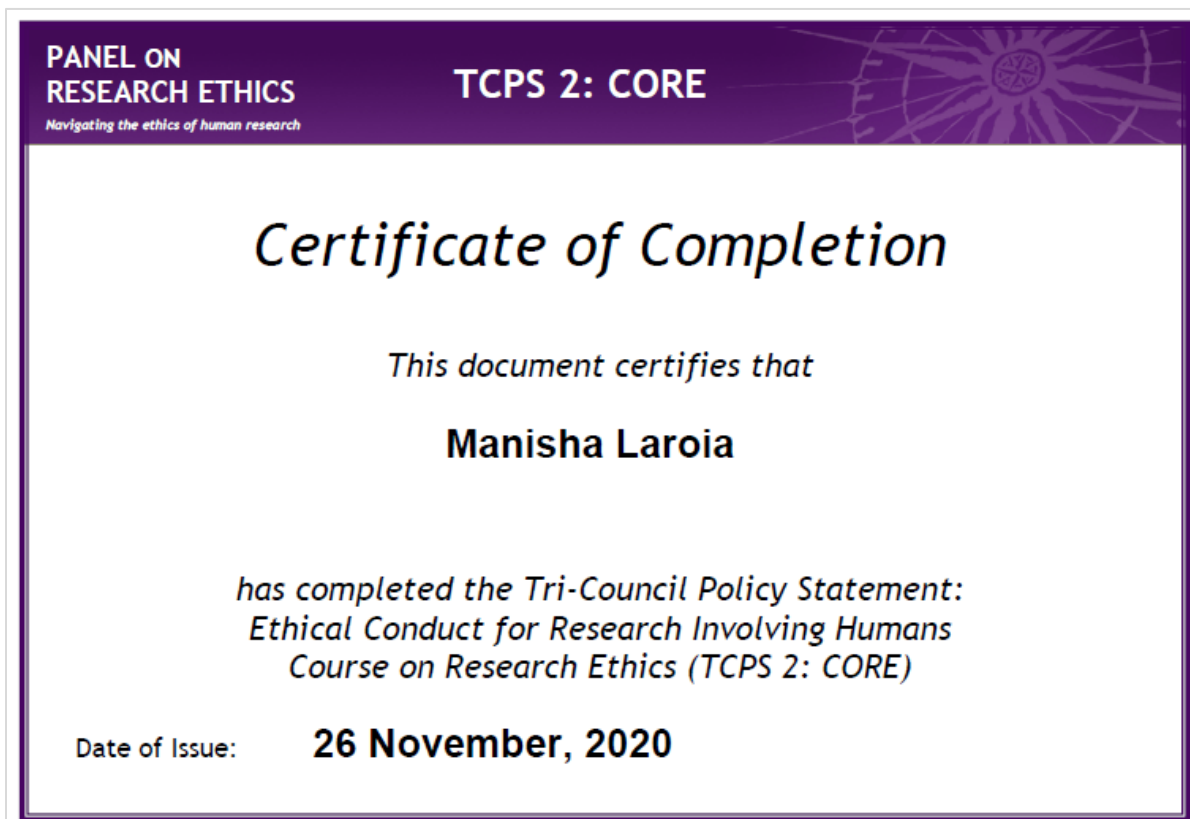 PANEL ON
RESEARCH ETHICS
Navigating the ethics of human research
TCPS 2: CORE
Certificate of Completion
This document certifies that
Manisha Laroia
has completed the Tri-Council Policy Statement:
Ethical Conduct for Research Involving Humans
Course on Research Ethics (TCPS 2: CORE)
Date of Issue: 26 November, 2020